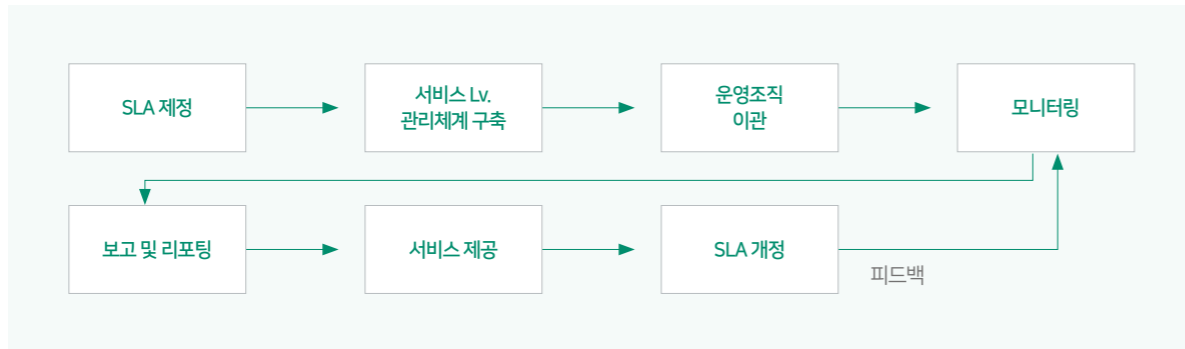 SLA 제정
서비스 Lv.
관리체계 구축
운영조직
이관
모니터링
보고 및 리포팅
서비스 제공
SLA 개정
피드백